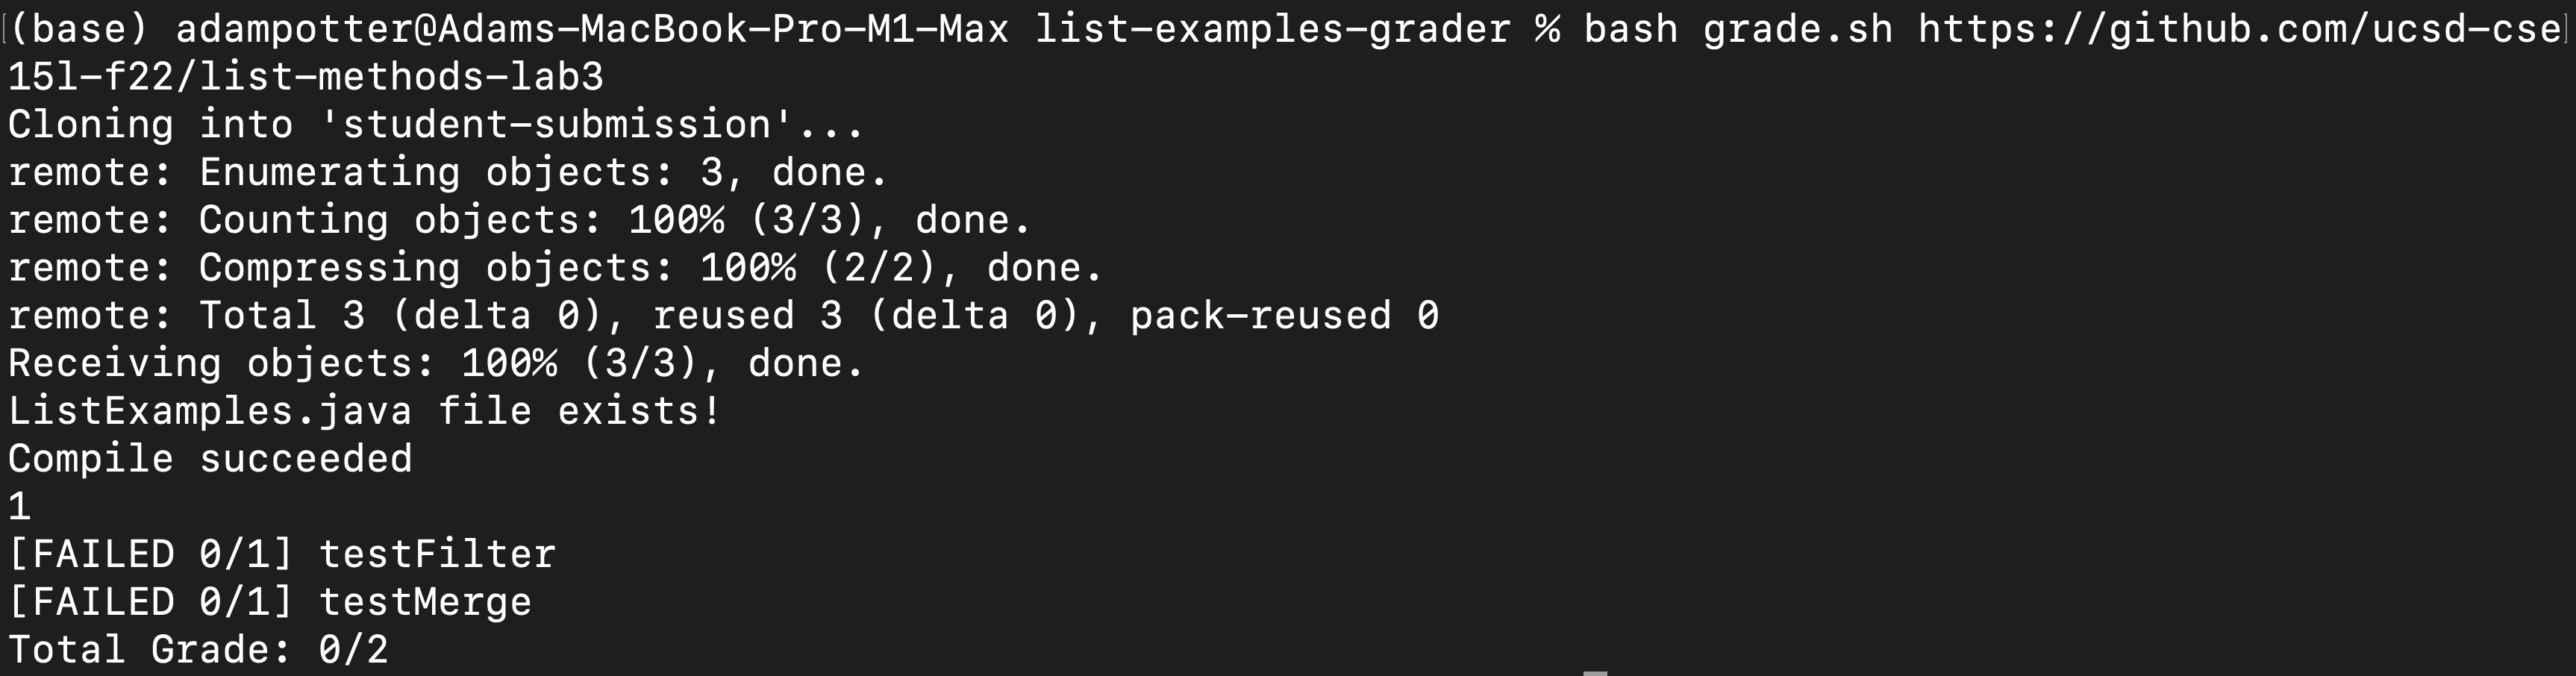 (base) adampotter@Adams-MacBook-Pro-M1-Max list-examples-grader % bash grade.sh https://github.com/ucsd-cse
15l-f22/list-methods-lab3
Cloning into 'student-submission'...
remote: Enumerating objects: 3, done.
remote: Counting objects: 100% (3/3), done.
remote: Compressing objects: 100% (2/2), done.
remote: Total 3 (delta 0), reused 3 (delta 0), pack-reused 0
Receiving objects: 100% (3/3), done.
ListExamples.java file exists!
Compile succeeded
1
[FAILED 0/1] testFilter
[FAILED 0/1] testMerge
Total Grade: 0/2